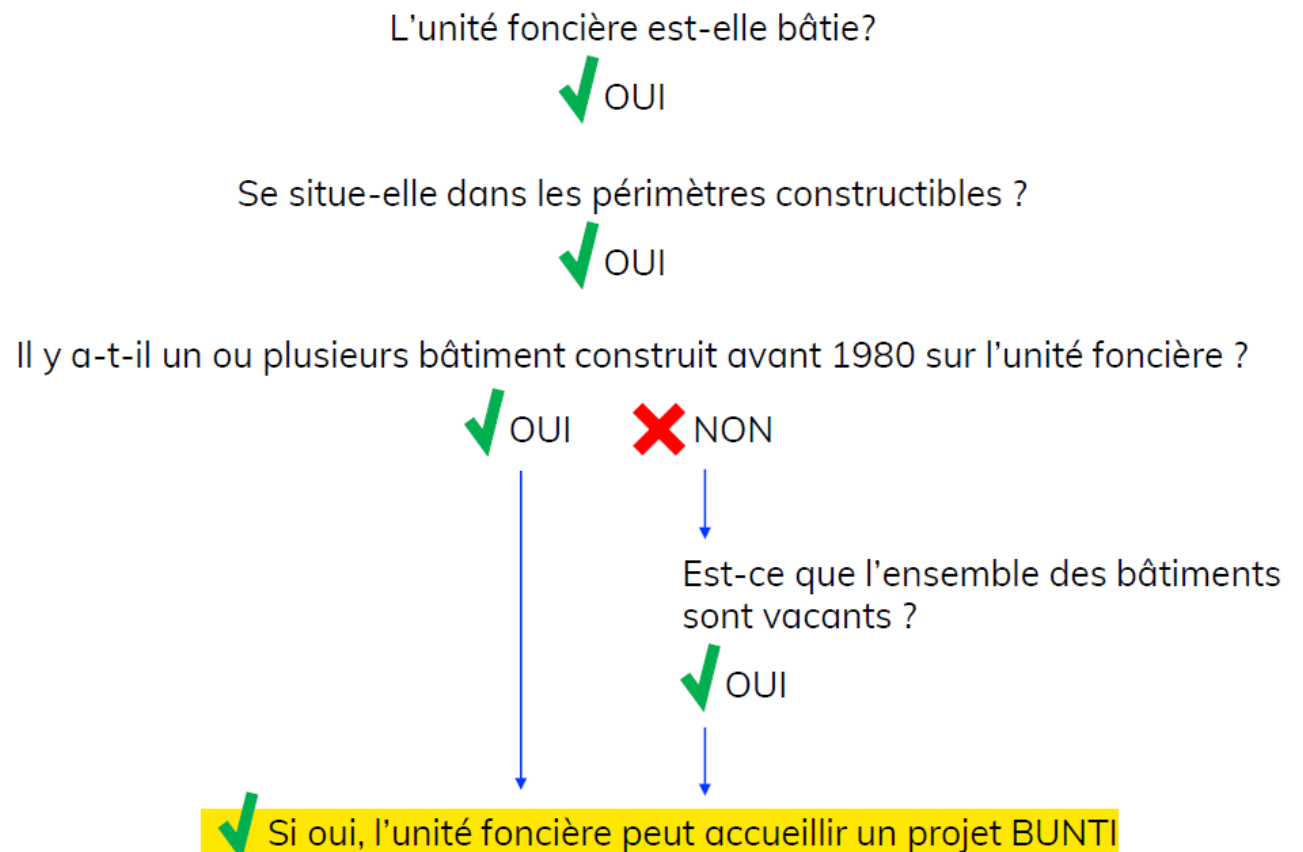 L'unité foncière est-elle bâtie?
OUI
Se situe-elle dans les périmètres constructibles ?
OUI
Il y a-t-il un ou plusieurs bâtiment construit avant 1980 sur l'unité foncière ?
OUI
NON
Est-ce que l'ensemble des bâtiments
sont vacants ?
OUI
Si oui, l'unité foncière peut accueillir un projet BUNTI